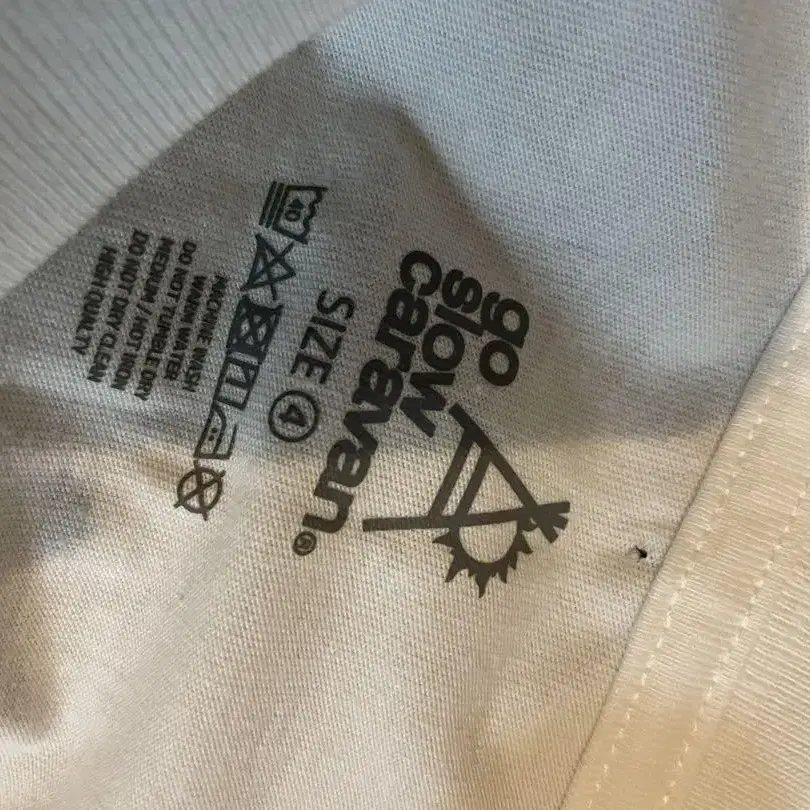 go
slow
caravan®
SIZE 4
40
MACHINE WASH
WARM WATER
DO NOT TUMBLE DRY
MEDIUM / HOT IRON
DO NOT DRY CLEAN
HIGH QUALTY